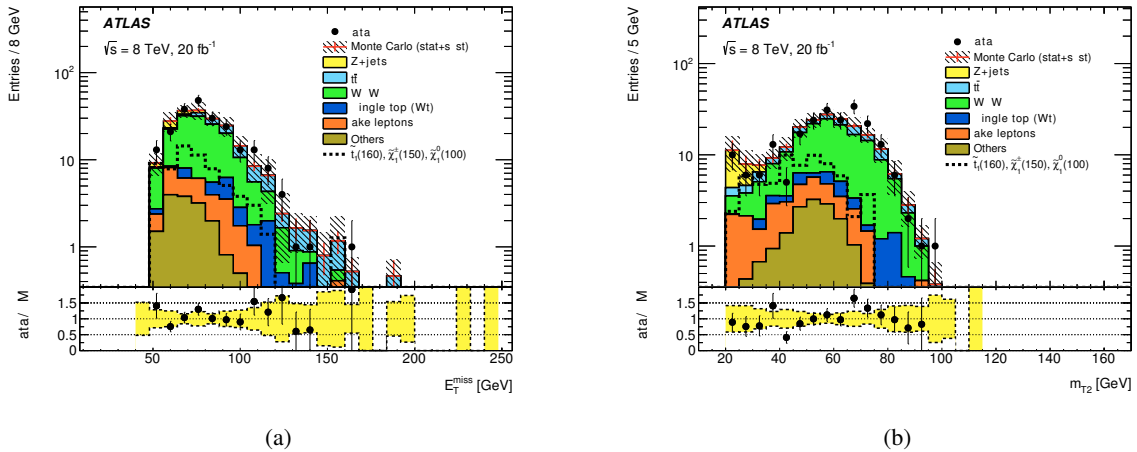 Entries / 8 GeV
ATLAS
√s = 8 TeV, 20 fb⁻¹
ata
Monte Carlo (stat+s st)
Z+jets
tt̄
W W
ingle top (Wt)
ake leptons
Others
t̃₁(160), χ̃₁±(150), χ̃₁⁰(100)
10²
10
1
ata/ M
1.5
1
0.5
0
50 100 150 200 250
E_T^miss [GeV]
(a)
Entries / 5 GeV
ATLAS
√s = 8 TeV, 20 fb⁻¹
ata
Monte Carlo (stat+s st)
Z+jets
tt̄
W W
ingle top (Wt)
ake leptons
Others
t̃₁(160), χ̃₁±(150), χ̃₁⁰(100)
10²
10
1
ata/ M
1.5
1
0.5
0
20 40 60 80 100 120 140 160
m_T2 [GeV]
(b)